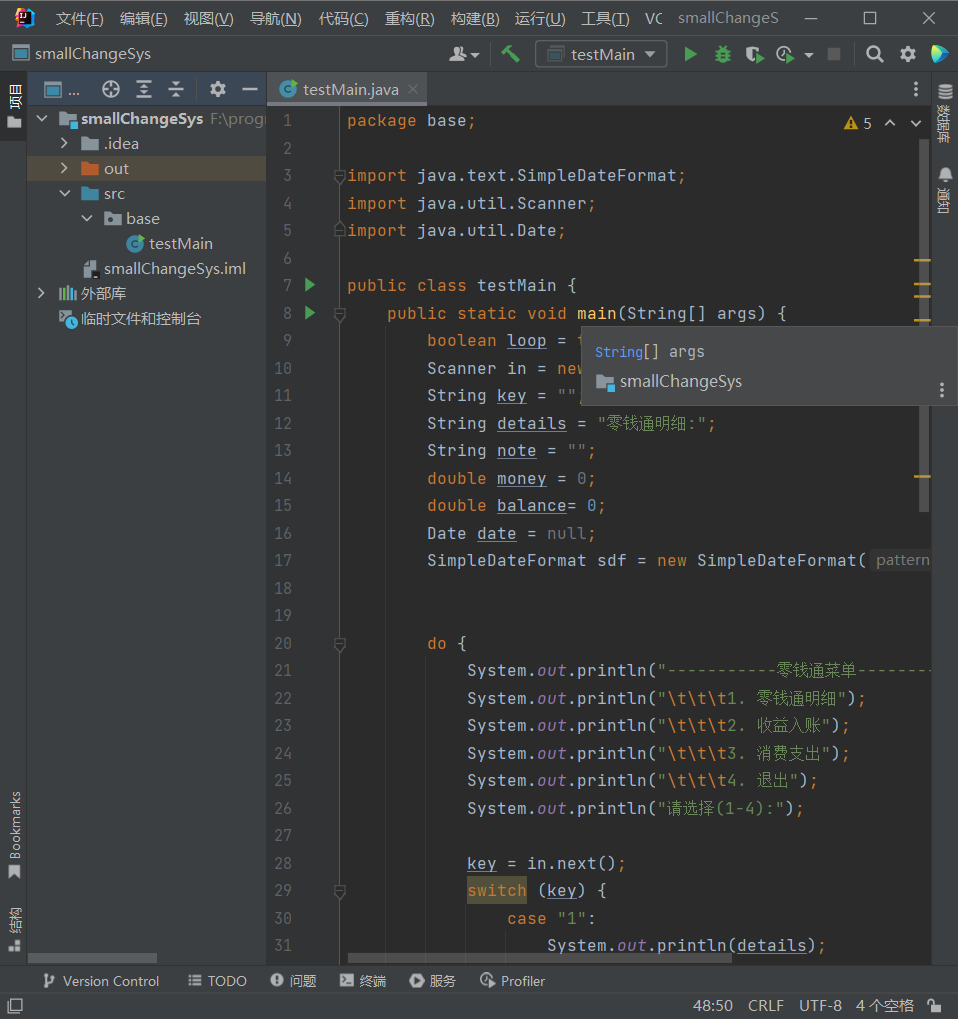 文件(F) 编辑(E) 视图(V) 导航(N) 代码(C) 重构(R) 构建(B) 运行(U) 工具(T) VC smallChangeS
smallChangeSys testMain
项目 ... testMain.java
smallChangeSys F:\progr
.idea
out
src
base
testMain
smallChangeSys.iml
外部库
临时文件和控制台
5
1 package base;
2
3 import java.text.SimpleDateFormat;
4 import java.util.Scanner;
5 import java.util.Date;
6
7 public class testMain {
8 public static void main(String[] args) {
9 boolean loop = t
10 Scanner in = new
11 String key = "";
String[] args
smallChangeSys
12 String details = "零钱通明细:";
13 String note = "";
14 double money = 0;
15 double balance= 0;
16 Date date = null;
17 SimpleDateFormat sdf = new SimpleDateFormat( pattern
18
19
20 do {
21 System.out.println("-----------零钱通菜单--------
22 System.out.println("\t\t\t1. 零钱通明细");
23 System.out.println("\t\t\t2. 收益入账");
24 System.out.println("\t\t\t3. 消费支出");
25 System.out.println("\t\t\t4. 退出");
26 System.out.println("请选择(1-4):");
27
28 key = in.next();
29 switch (key) {
30 case "1":
31 System.out.println(details);
数据库
通知
Bookmarks
结构
Version Control TODO 问题 终端 服务 Profiler
48:50 CRLF UTF-8 4 个空格